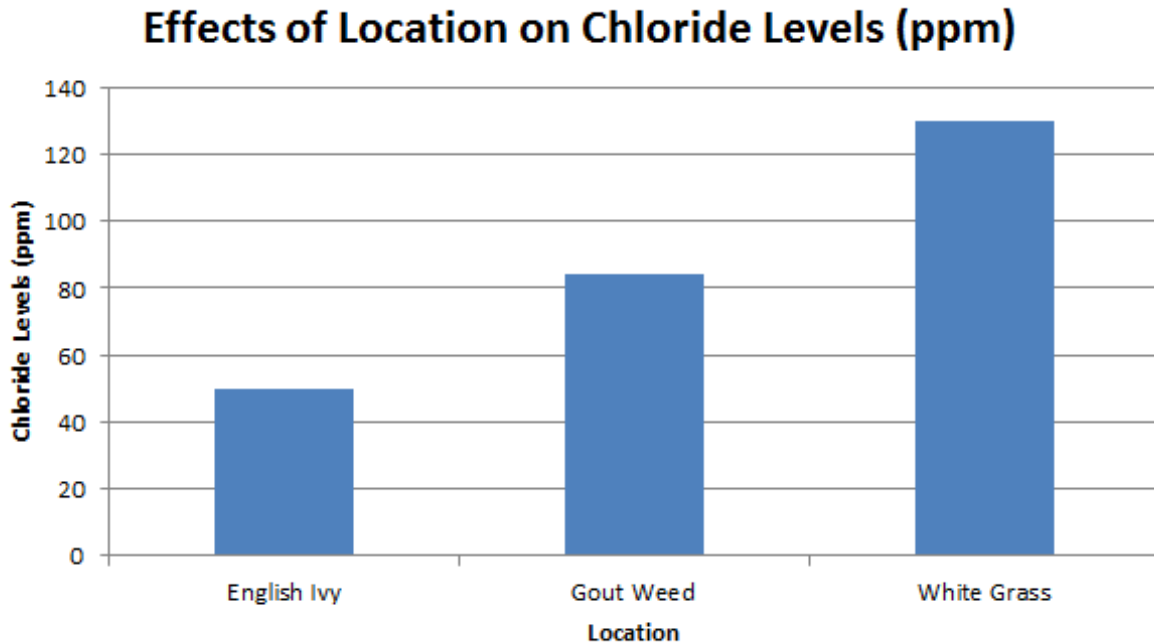 Effects of Location on Chloride Levels (ppm)
140
120
100
80
60
40
20
0
Chloride Levels (ppm)
English Ivy
Gout Weed
White Grass
Location